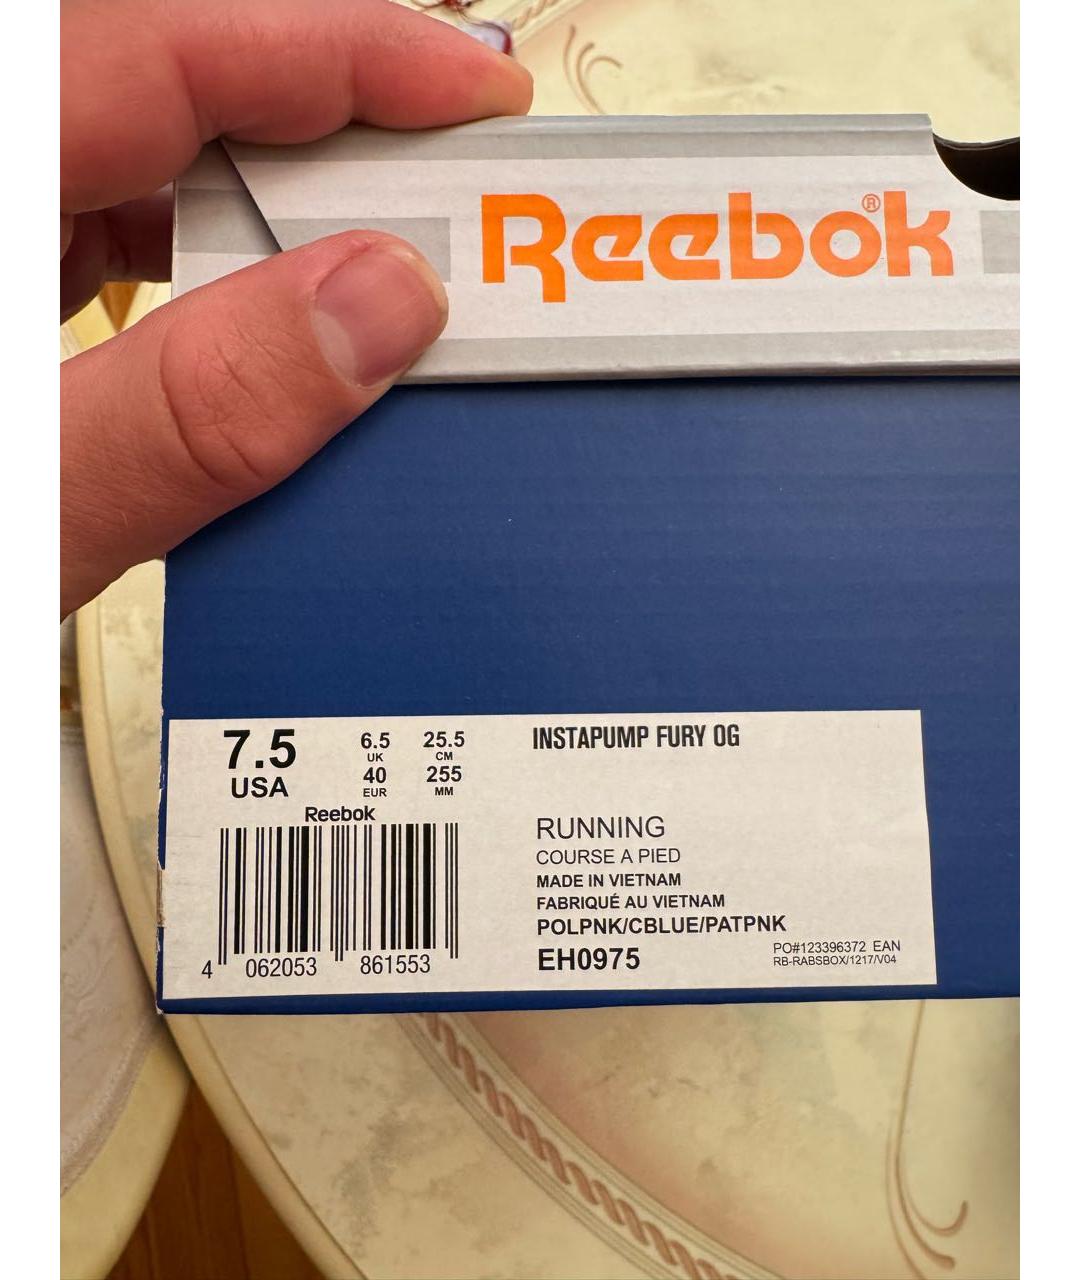 Reebok®
7.5
USA
6.5
UK
40
EUR
25.5
CM
255
MM
Reebok
4 062053 861553
INSTAPUMP FURY OG
RUNNING
COURSE A PIED
MADE IN VIETNAM
FABRIQUÉ AU VIETNAM
POLPNK/CBLUE/PATPNK
EH0975
PO#123396372 EAN
RB-RABSBOX/1217/V04